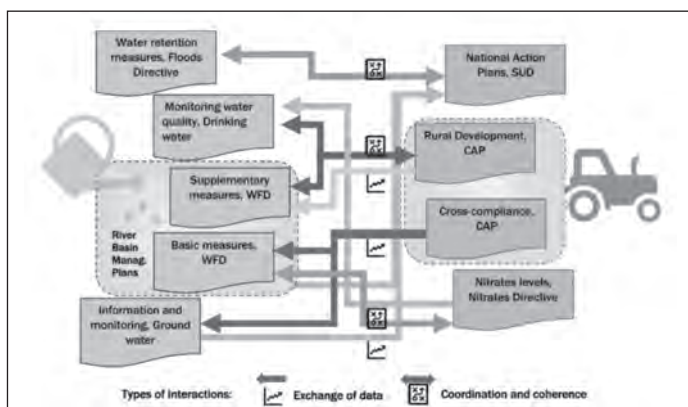 Water retention
measures, Floods
Directive
National Action
Plans, SUD
Monitoring water
quality, Drinking
water
Rural Development,
CAP
Supplementary
measures, WFD
Cross-compliance,
CAP
River
Basin
Manag.
Plans
Basic measures,
WFD
Nitrates levels,
Nitrates Directive
Information and
monitoring, Ground
water
Types of interactions:
Exchange of data
Coordination and coherence